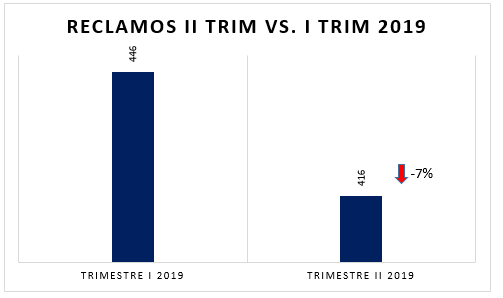 RECLAMOS II TRIM VS. I TRIM 2019
446
416
-7%
TRIMESTRE I 2019
TRIMESTRE II 2019